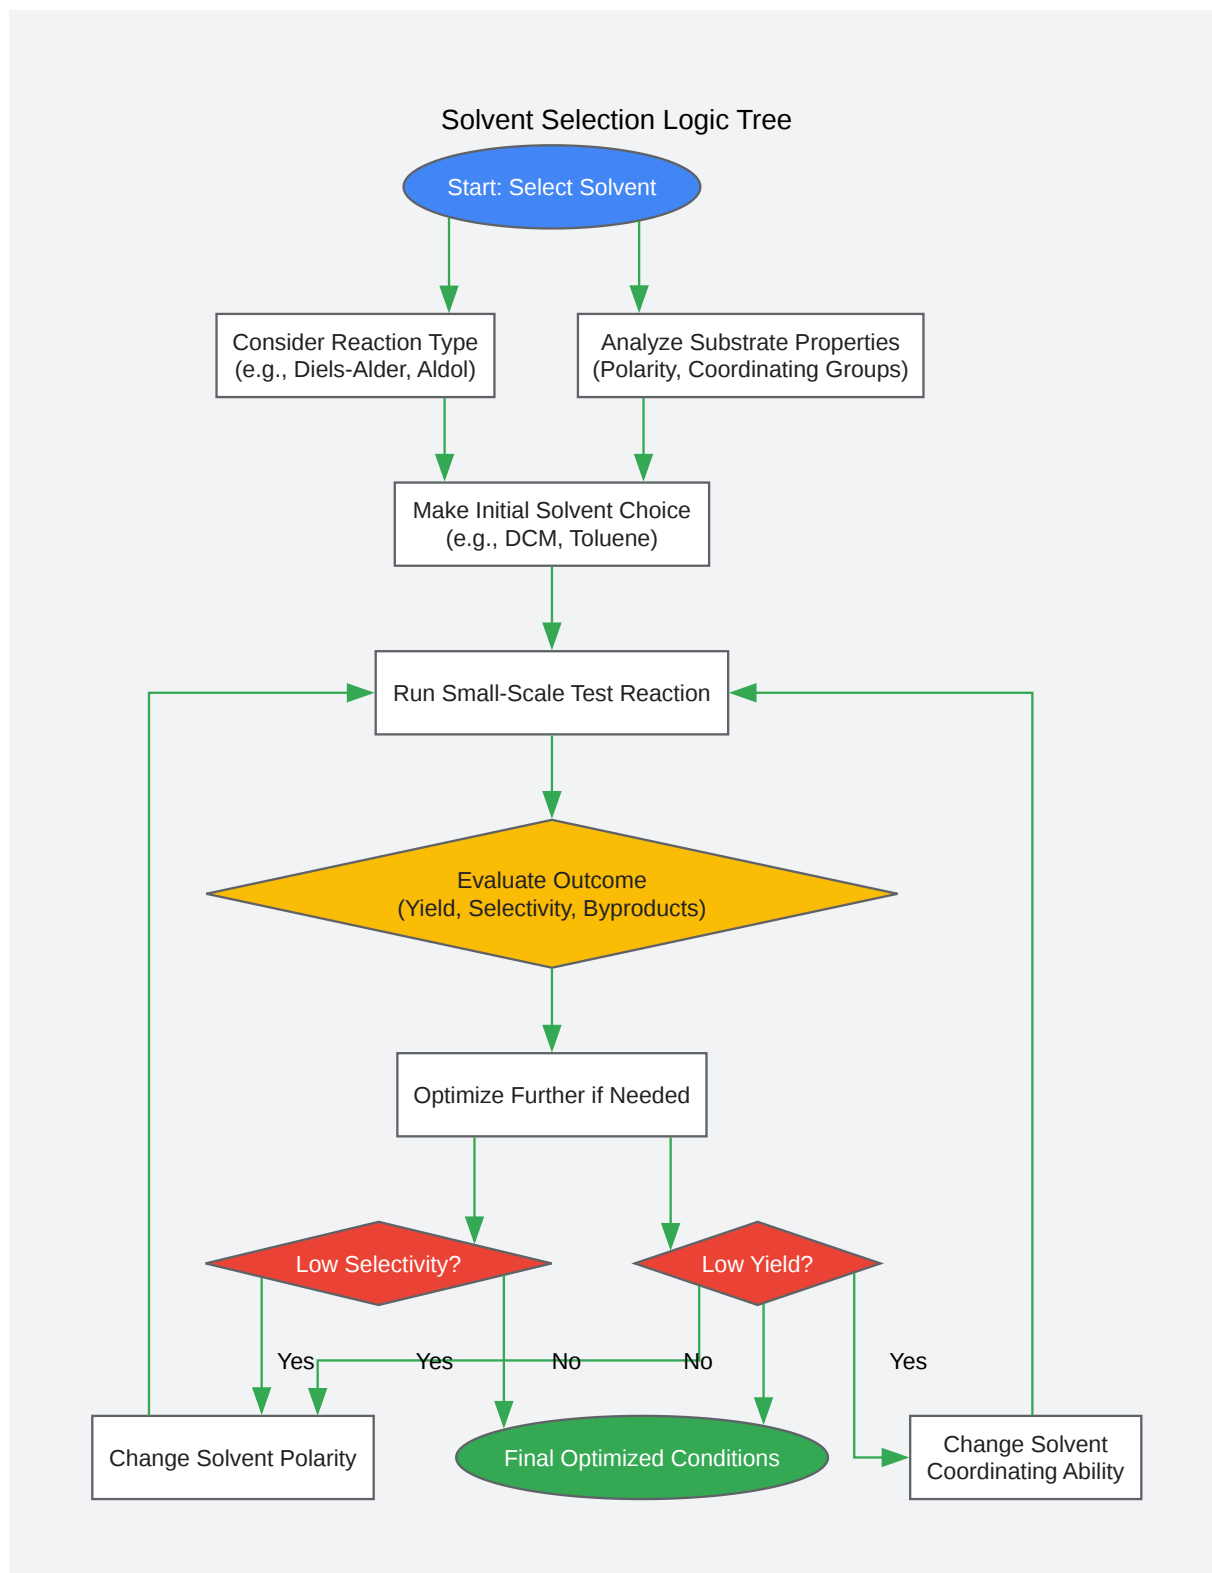 Solvent Selection Logic Tree
Start: Select Solvent
Consider Reaction Type
(e.g., Diels-Alder, Aldol)
Analyze Substrate Properties
(Polarity, Coordinating Groups)
Make Initial Solvent Choice
(e.g., DCM, Toluene)
Run Small-Scale Test Reaction
Evaluate Outcome
(Yield, Selectivity, Byproducts)
Optimize Further if Needed
Low Selectivity?
Low Yield?
Yes
Yes
No
No
Yes
Change Solvent Polarity
Final Optimized Conditions
Change Solvent
Coordinating Ability